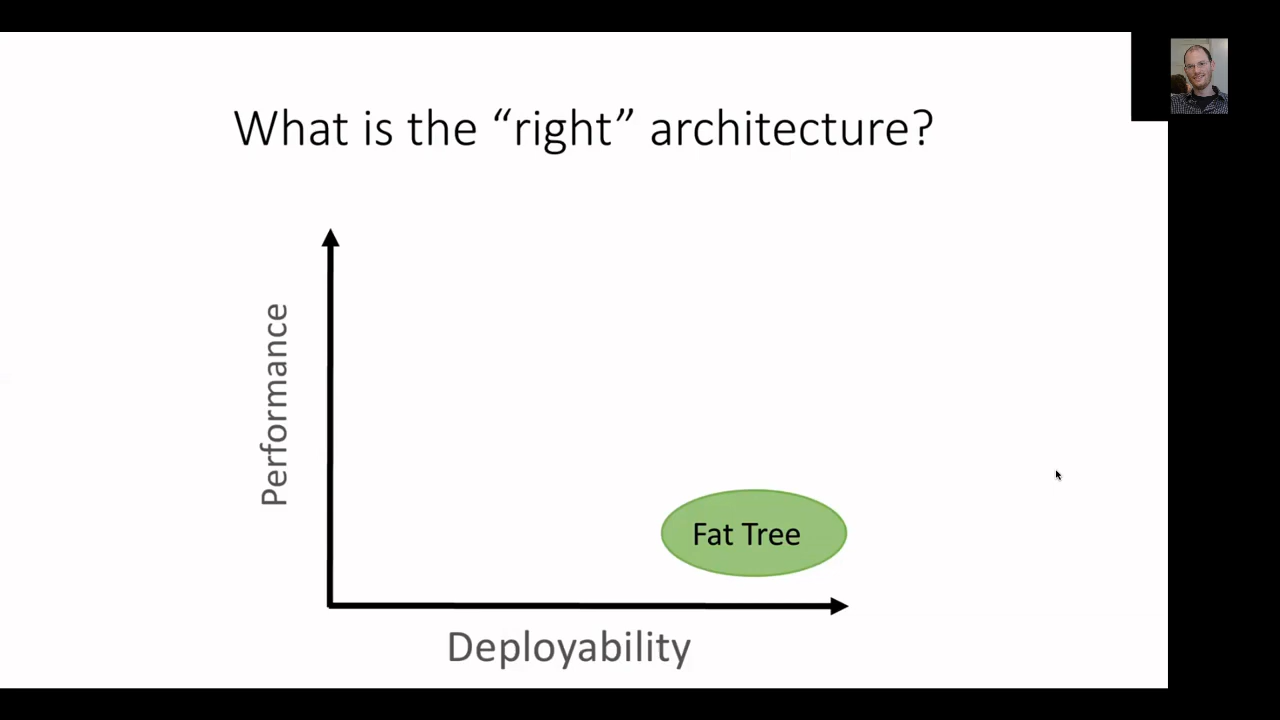 What is the “right” architecture?
Performance
Fat Tree
Deployability